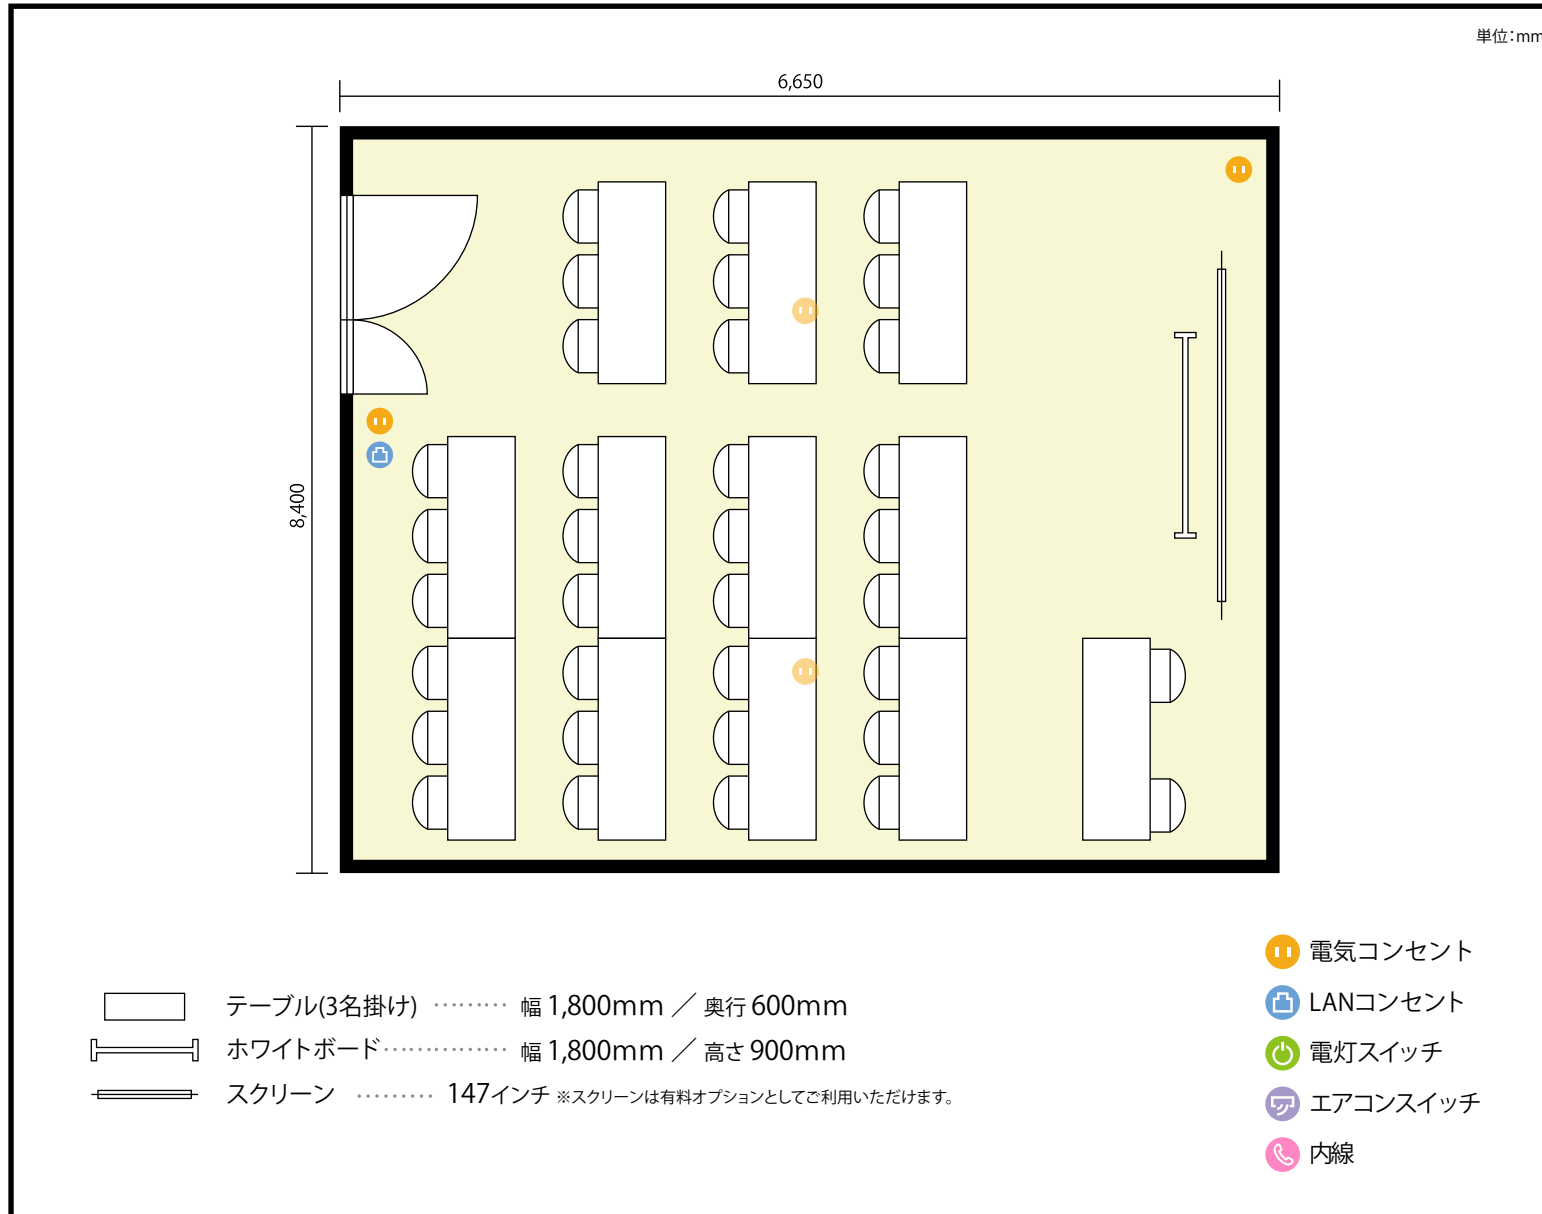 単位:mm
6,650
8,400
電気コンセント
LANコンセント
電灯スイッチ
エアコンスイッチ
内線
テーブル(3名掛け) ……… 幅 1,800mm ／ 奥行 600mm
ホワイトボード …………… 幅 1,800mm ／ 高さ 900mm
スクリーン ……… 147インチ ※スクリーンは有料オプションとしてご利用いただけます。